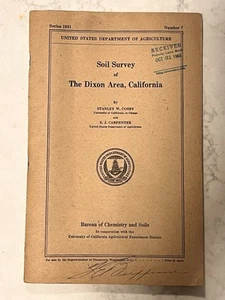 Series 1931 Number 7
UNITED STATES DEPARTMENT OF AGRICULTURE
RECEIVED
Soil Survey
of
The Dixon Area, California
By
STANLEY W. COSBY
University of California, in Charge
and
E. J. CARPENTER
United States Department of Agriculture
Bureau of Chemistry and Soils
In cooperation with the
University of California Agricultural Experiment Station